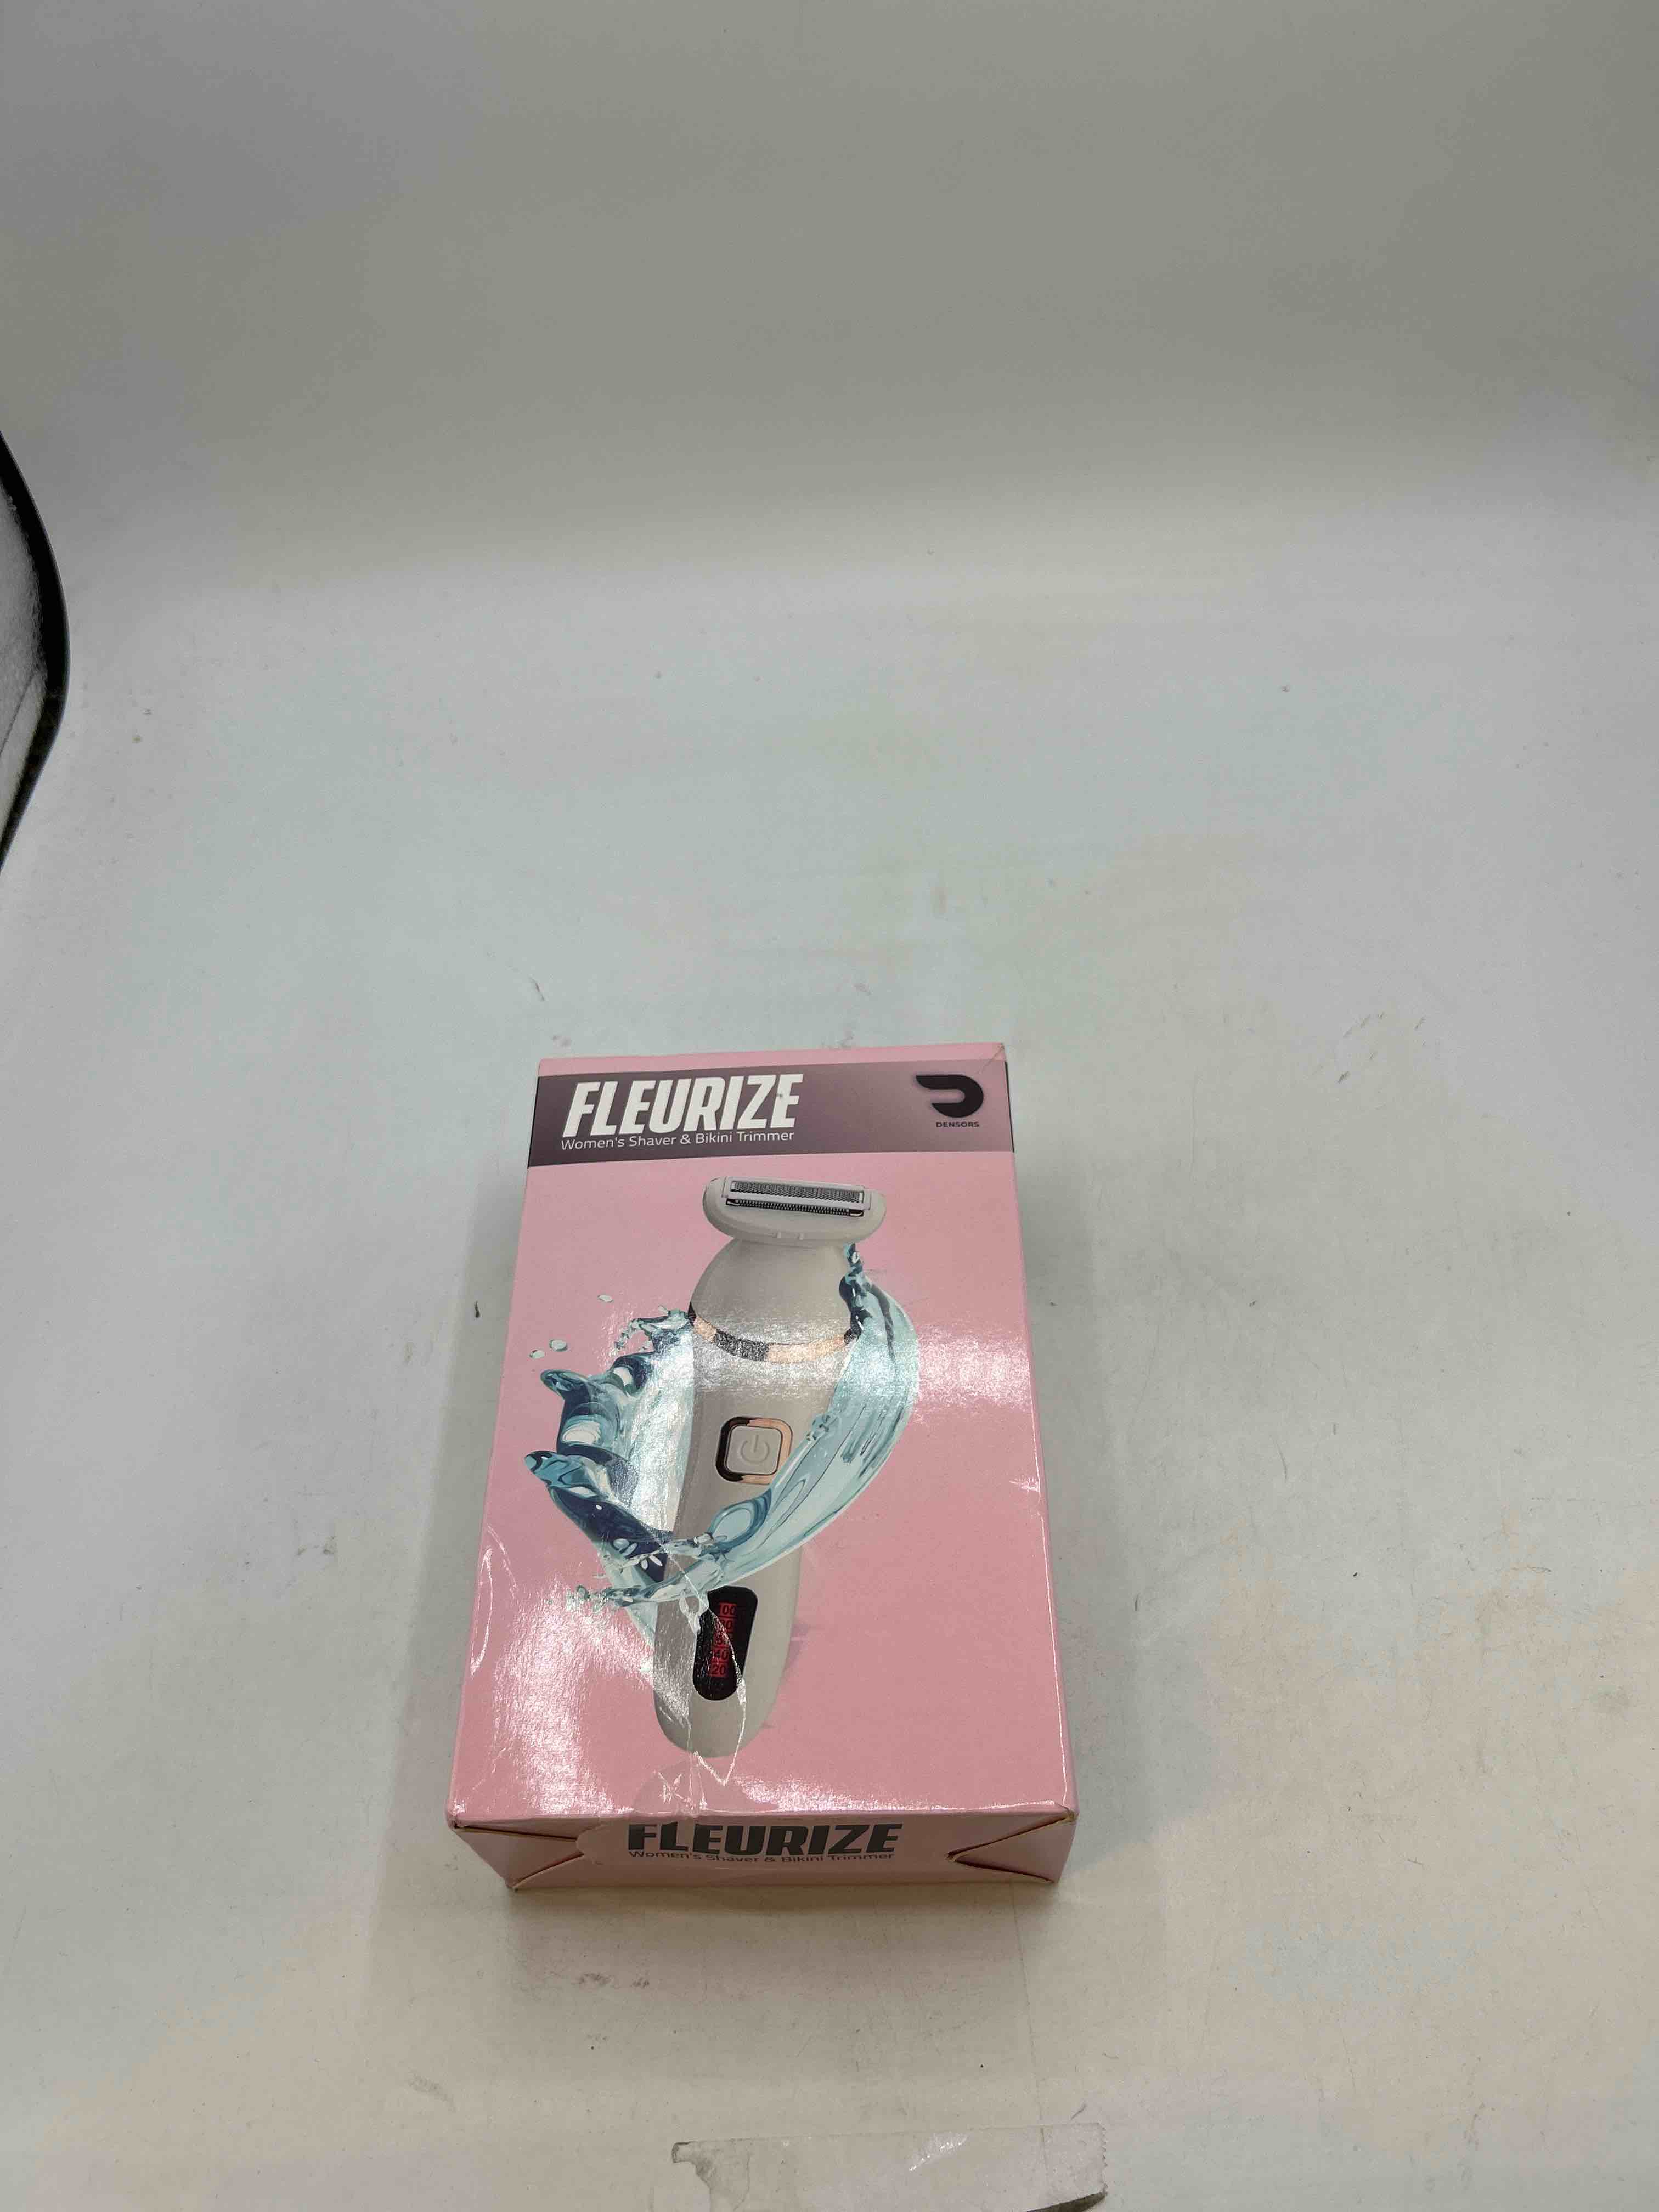 FLEURIZE
Women's Shaver & Bikini Trimmer
DENSORS
FLEURIZE
Women's Shaver & Bikini Trimmer